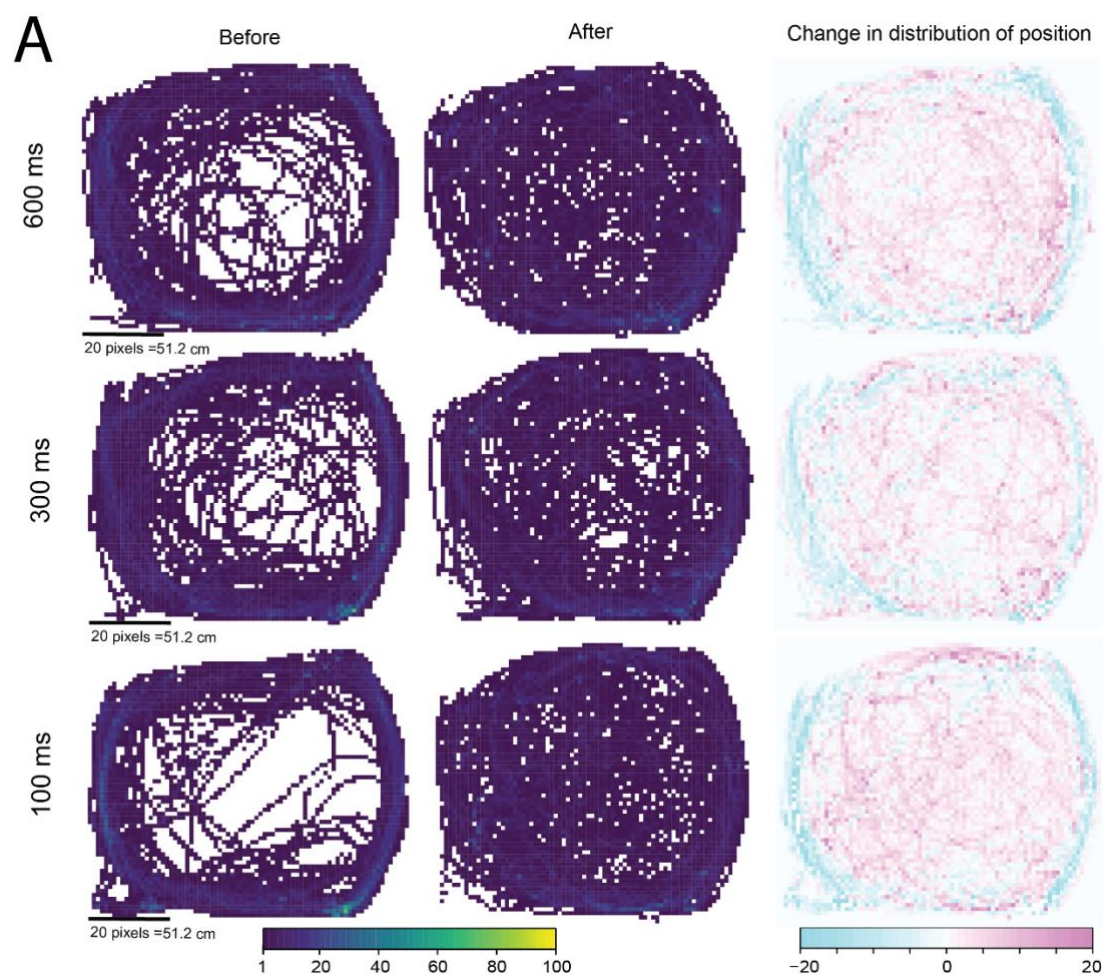 A
Before
After
Change in distribution of position
600 ms
20 pixels =51.2 cm
300 ms
20 pixels =51.2 cm
100 ms
20 pixels =51.2 cm
1 20 40 60 80 100
−20 0 20